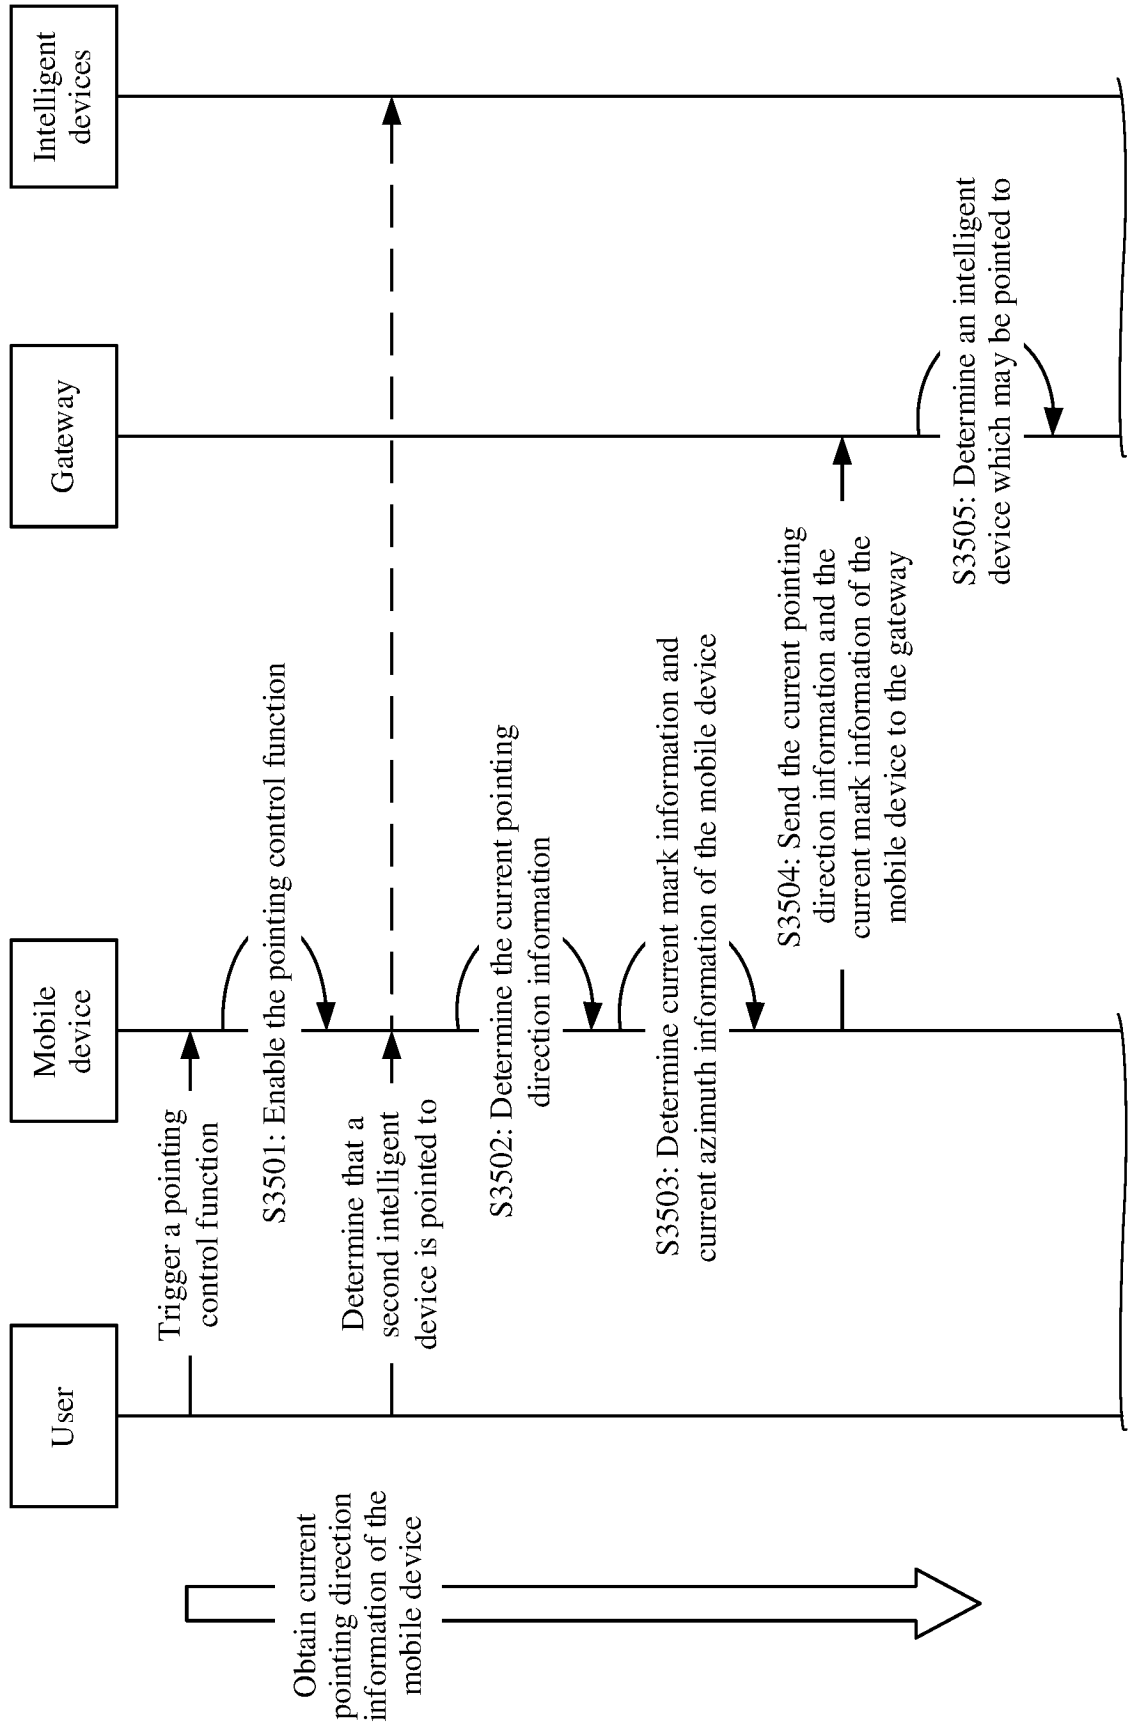 User
Mobile
device
Gateway
Intelligent
devices
Obtain current
pointing direction
information of the
mobile device
Trigger a pointing
control function
S3501: Enable the pointing control function
Determine that a
second intelligent
device is pointed to
S3502: Determine the current pointing
direction information
S3503: Determine current mark information and
current azimuth information of the mobile device
S3504: Send the current pointing
direction information and the
current mark information of the
mobile device to the gateway
S3505: Determine an intelligent
device which may be pointed to